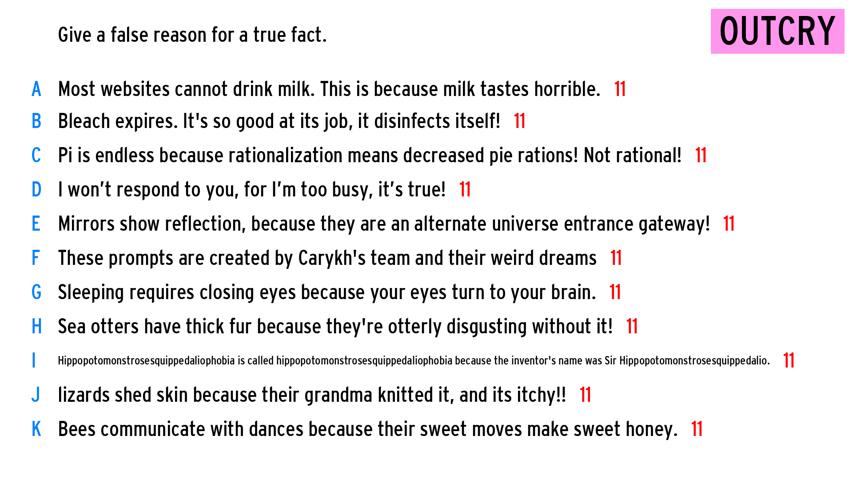 Give a false reason for a true fact.
OUTCRY
A Most websites cannot drink milk. This is because milk tastes horrible. 11
B Bleach expires. It's so good at its job, it disinfects itself! 11
C Pi is endless because rationalization means decreased pie rations! Not rational! 11
D I won’t respond to you, for I’m too busy, it’s true! 11
E Mirrors show reflection, because they are an alternate universe entrance gateway! 11
F These prompts are created by Carykh's team and their weird dreams 11
G Sleeping requires closing eyes because your eyes turn to your brain. 11
H Sea otters have thick fur because they're otterly disgusting without it! 11
I Hippopotomonstrosesquippedaliophobia is called hippopotomonstrosesquippedaliophobia because the inventor's name was Sir Hippopotomonstrosesquippedalio. 11
J lizards shed skin because their grandma knitted it, and its itchy!! 11
K Bees communicate with dances because their sweet moves make sweet honey. 11